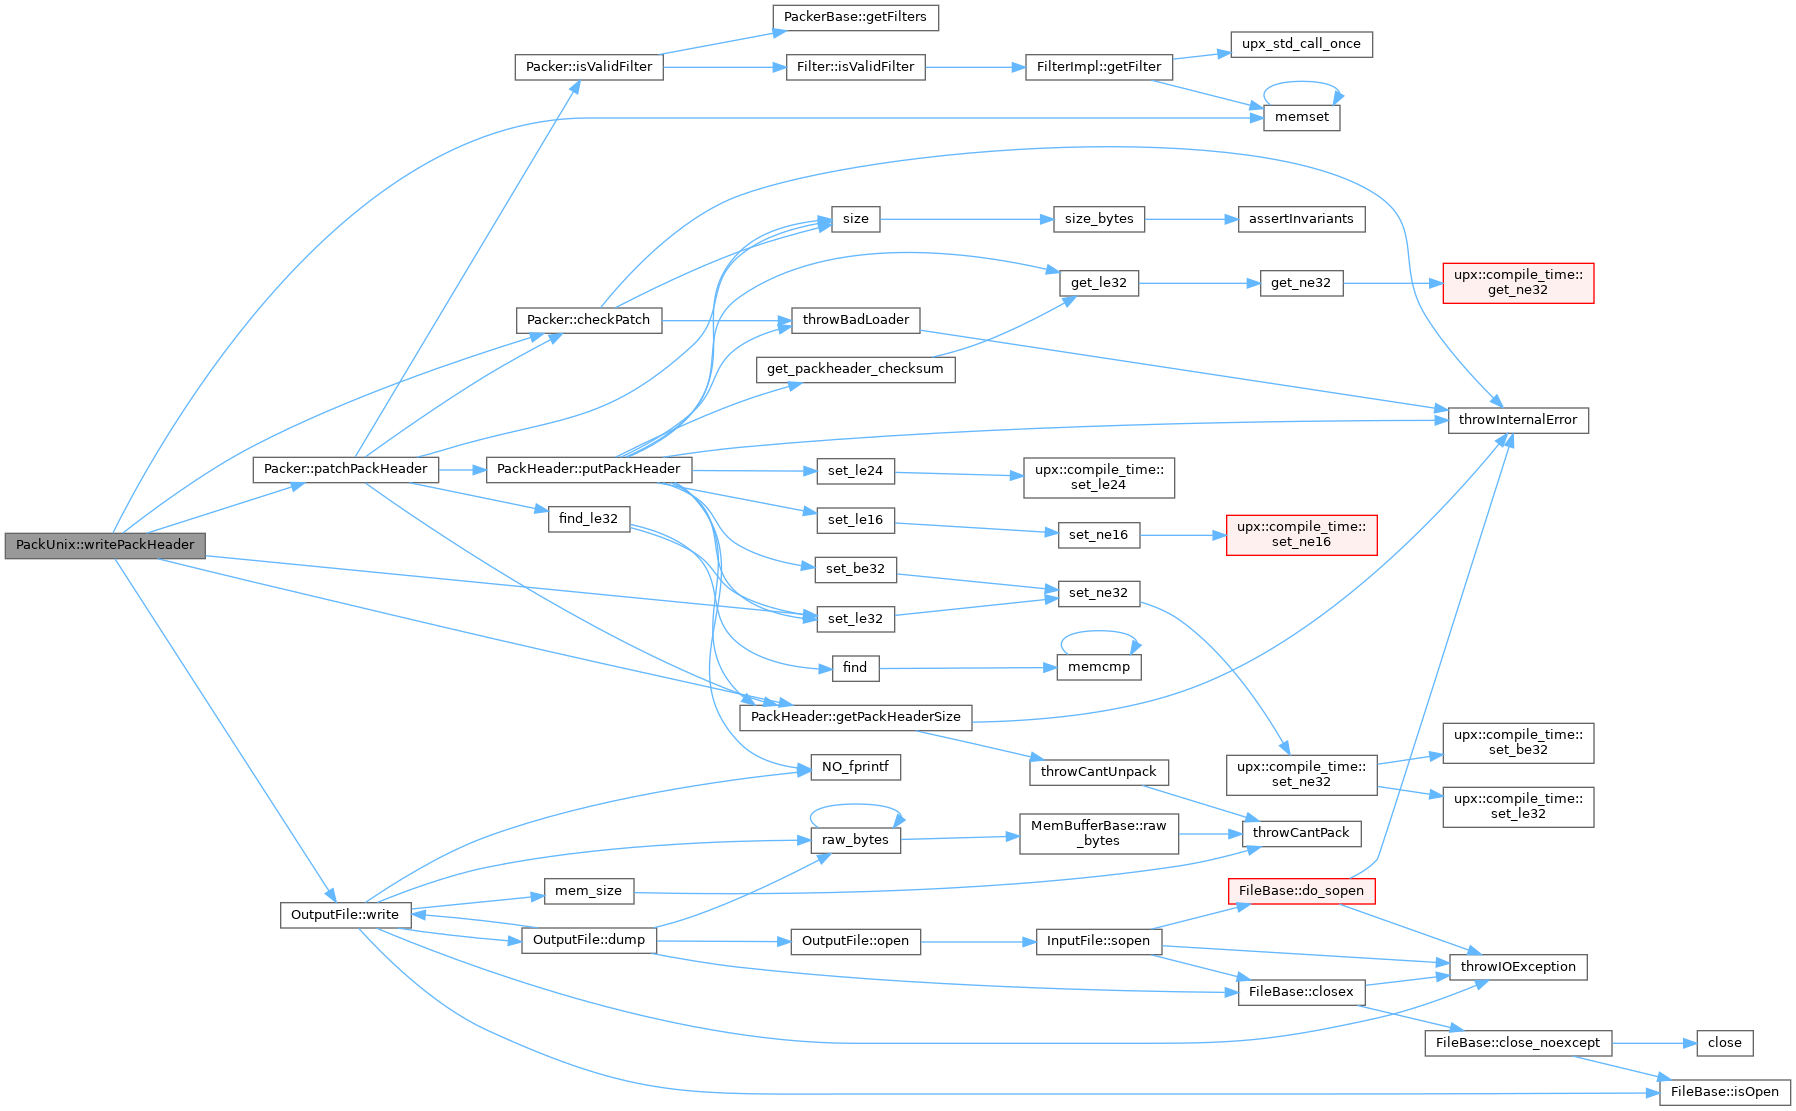 PackerBase::getFilters
upx_std_call_once
Packer::isValidFilter
Filter::isValidFilter
FilterImpl::getFilter
memset
size
size_bytes
assertInvariants
get_le32
get_ne32
upx::compile_time::
get_ne32
Packer::checkPatch
throwBadLoader
get_packheader_checksum
throwInternalError
Packer::patchPackHeader
PackHeader::putPackHeader
set_le24
upx::compile_time::
set_le24
find_le32
set_le16
set_ne16
upx::compile_time::
set_ne16
PackUnix::writePackHeader
set_be32
set_ne32
set_le32
find
memcmp
PackHeader::getPackHeaderSize
upx::compile_time::
set_be32
NO_fprintf
throwCantUnpack
upx::compile_time::
set_ne32
upx::compile_time::
set_le32
raw_bytes
MemBufferBase::raw
_bytes
throwCantPack
mem_size
FileBase::do_sopen
OutputFile::write
OutputFile::dump
OutputFile::open
InputFile::sopen
throwIOException
FileBase::closex
FileBase::close_noexcept
close
FileBase::isOpen